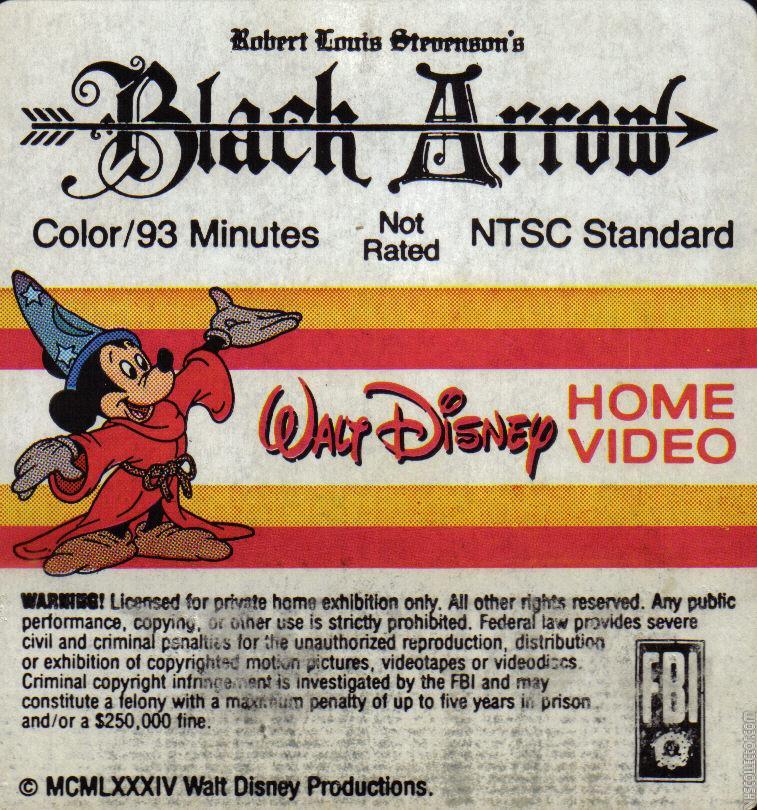 Robert Louis Stevenson's
Black Arrow
Color/93 Minutes Not Rated NTSC Standard
WALT DISNEY HOME VIDEO
WARNING! Licensed for private home exhibition only. All other rights reserved. Any public
performance, copying, or other use is strictly prohibited. Federal law provides severe
civil and criminal penalties for the unauthorized reproduction, distribution
or exhibition of copyrighted motion pictures, videotapes or videodiscs.
Criminal copyright infringement is investigated by the FBI and may
constitute a felony with a maximum penalty of up to five years in prison
and/or a $250,000 fine.
FBI
© MCMLXXXIV Walt Disney Productions.